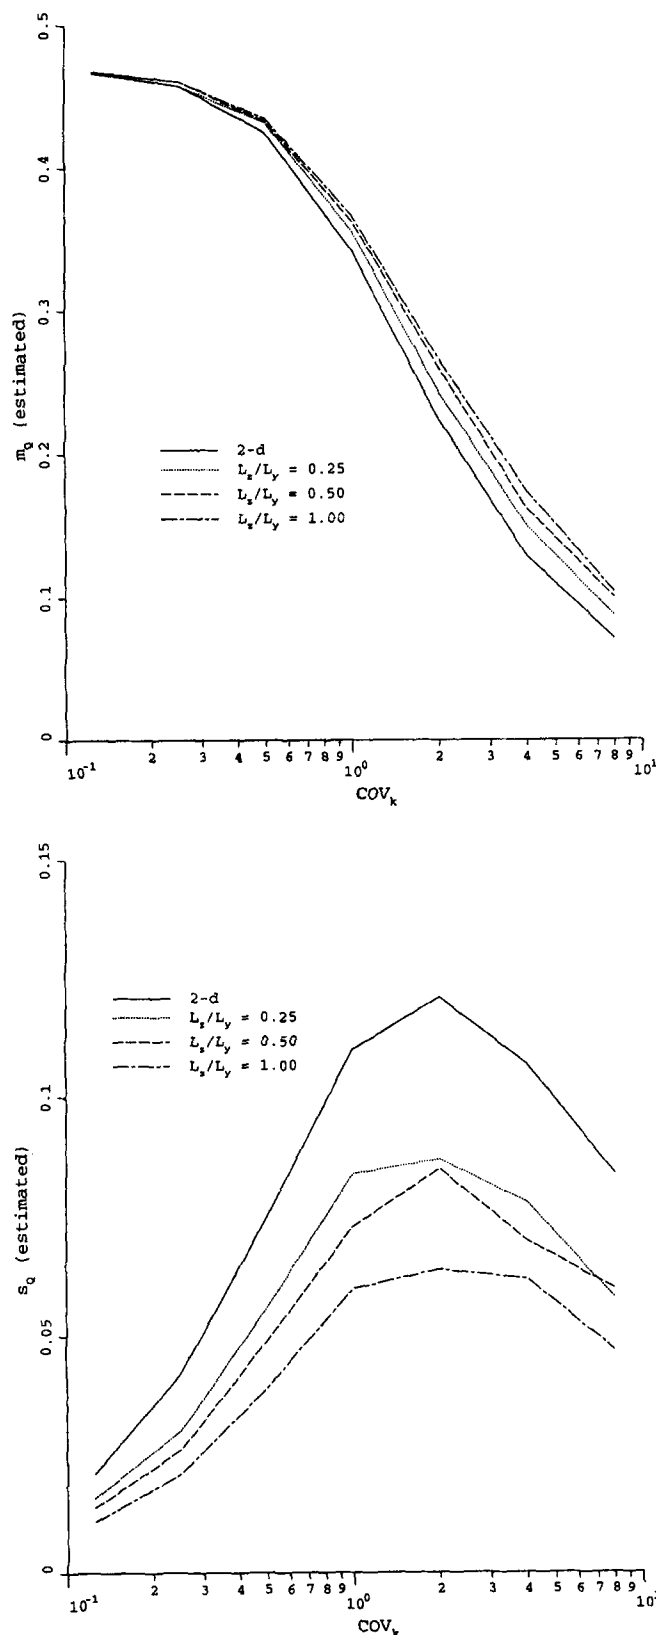 0.5
0.4
0.3
0.2
0.1
0
m_Q (estimated)
2-d
L_z/L_y = 0.25
L_z/L_y = 0.50
L_z/L_y = 1.00
10^-1 2 3 4 5 6 7 8 9 10^0 2 3 4 5 6 7 8 9 10^1
COV_k
0.15
0.1
0.05
0
s_Q (estimated)
2-d
L_z/L_y = 0.25
L_z/L_y = 0.50
L_z/L_y = 1.00
10^-1 2 3 4 5 6 7 8 9 10^0 2 3 4 5 6 7 8 9 10^1
COV_k